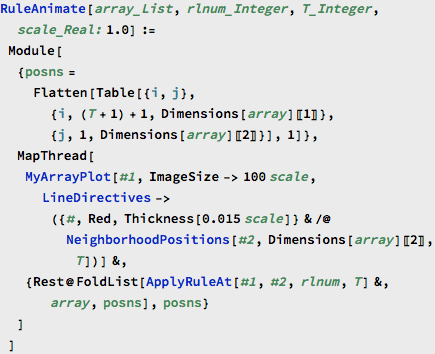 RuleAnimate[array_List, rlnum_Integer, T_Integer,
scale_Real: 1.0] :=
Module[
{posns =
Flatten[Table[{i, j},
{i, (T + 1) + 1, Dimensions[array]〚1〛},
{j, 1, Dimensions[array]〚2〛}], 1]},
MapThread[
MyArrayPlot[#1, ImageSize -> 100 scale,
LineDirectives ->
({#, Red, Thickness[0.015 scale]} & /@
NeighborhoodPositions[#2, Dimensions[array]〚2〛,
T])] &,
{Rest@FoldList[ApplyRuleAt[#1, #2, rlnum, T] &,
array, posns], posns}
]
]